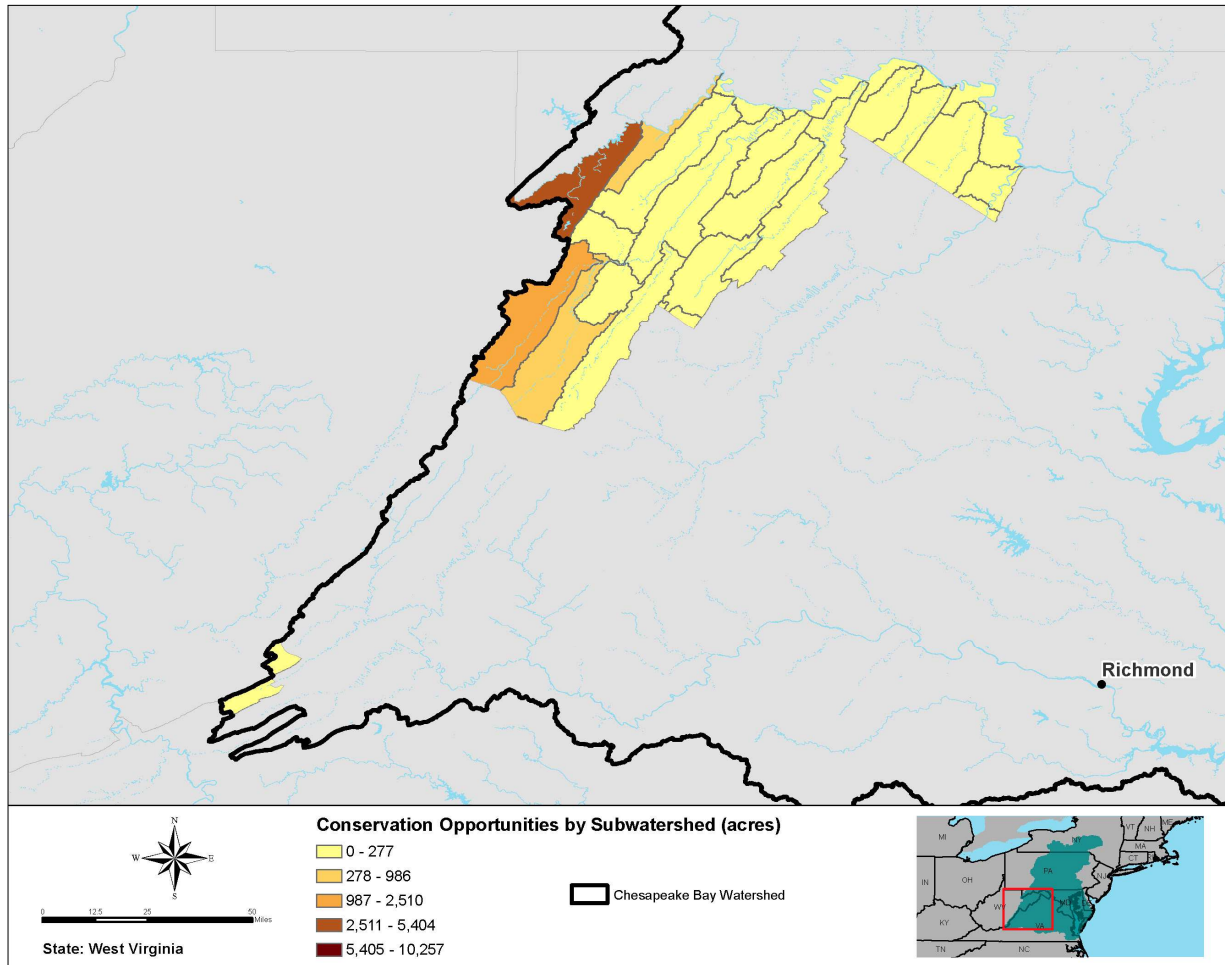 Richmond
N
W
E
S
0
12.5
25
50
Miles
State: West Virginia
Conservation Opportunities by Subwatershed (acres)
0 - 277
278 - 986
987 - 2,510
2,511 - 5,404
5,405 - 10,257
Chesapeake Bay Watershed
MI
NY
VT
NH
ME
MA
CT
PA
NJ
IN
OH
WV
MD
DE
KY
VA
TN
NC